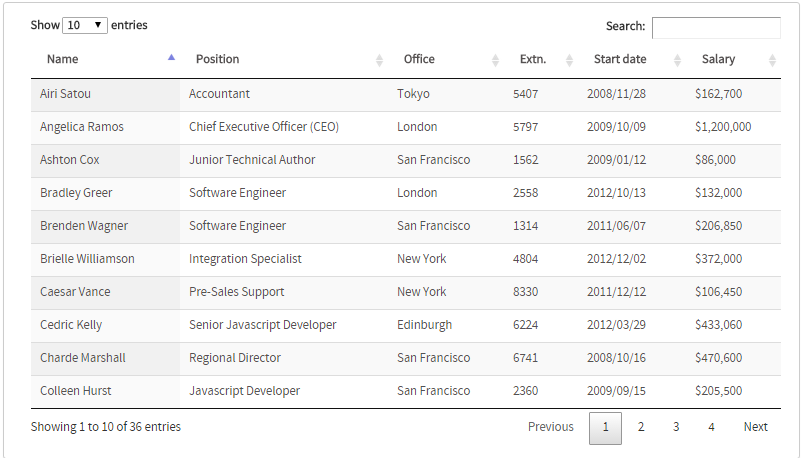 Show 10 entries Search:
Name Position Office Extn. Start date Salary
Airi Satou Accountant Tokyo 5407 2008/11/28 $162,700
Angelica Ramos Chief Executive Officer (CEO) London 5797 2009/10/09 $1,200,000
Ashton Cox Junior Technical Author San Francisco 1562 2009/01/12 $86,000
Bradley Greer Software Engineer London 2558 2012/10/13 $132,000
Brenden Wagner Software Engineer San Francisco 1314 2011/06/07 $206,850
Brielle Williamson Integration Specialist New York 4804 2012/12/02 $372,000
Caesar Vance Pre-Sales Support New York 8330 2011/12/12 $106,450
Cedric Kelly Senior Javascript Developer Edinburgh 6224 2012/03/29 $433,060
Charde Marshall Regional Director San Francisco 6741 2008/10/16 $470,600
Colleen Hurst Javascript Developer San Francisco 2360 2009/09/15 $205,500
Showing 1 to 10 of 36 entries Previous 1 2 3 4 Next